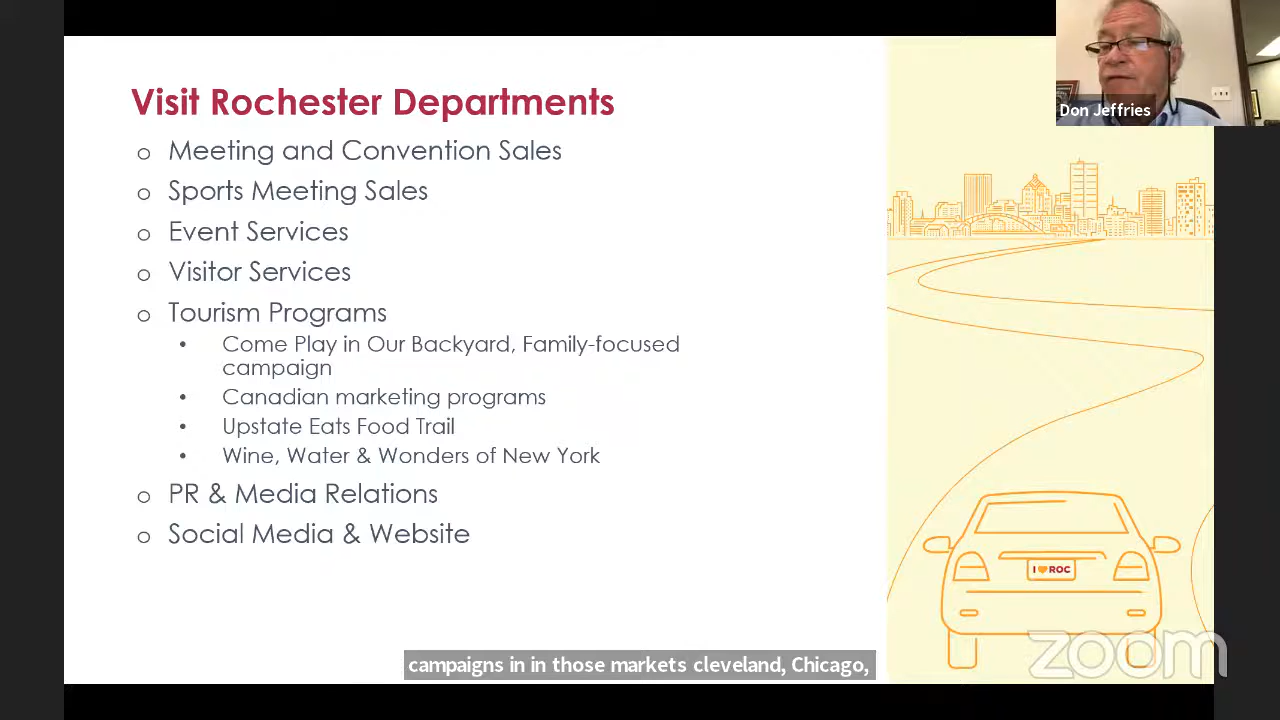 Visit Rochester Departments
o Meeting and Convention Sales
o Sports Meeting Sales
o Event Services
o Visitor Services
o Tourism Programs
• Come Play in Our Backyard, Family-focused
campaign
• Canadian marketing programs
• Upstate Eats Food Trail
• Wine, Water & Wonders of New York
o PR & Media Relations
o Social Media & Website
Don Jeffries
I 🧡 ROC
campaigns in in those markets cleveland, Chicago,
zoom